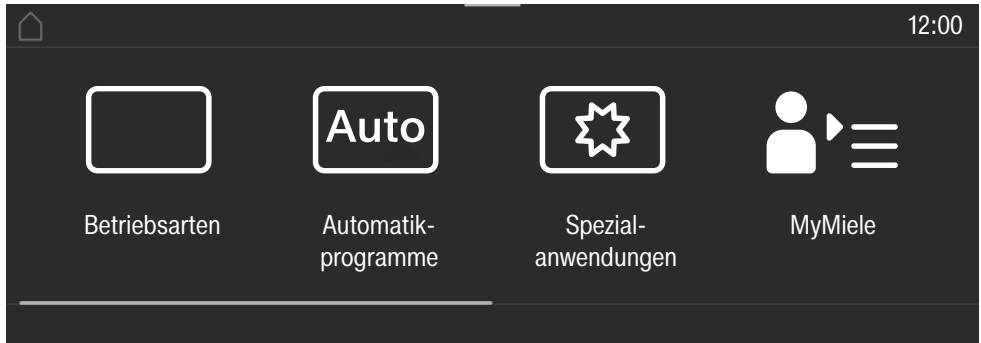 12:00
Auto
Betriebsarten
Automatik-
programme
Spezial-
anwendungen
MyMiele